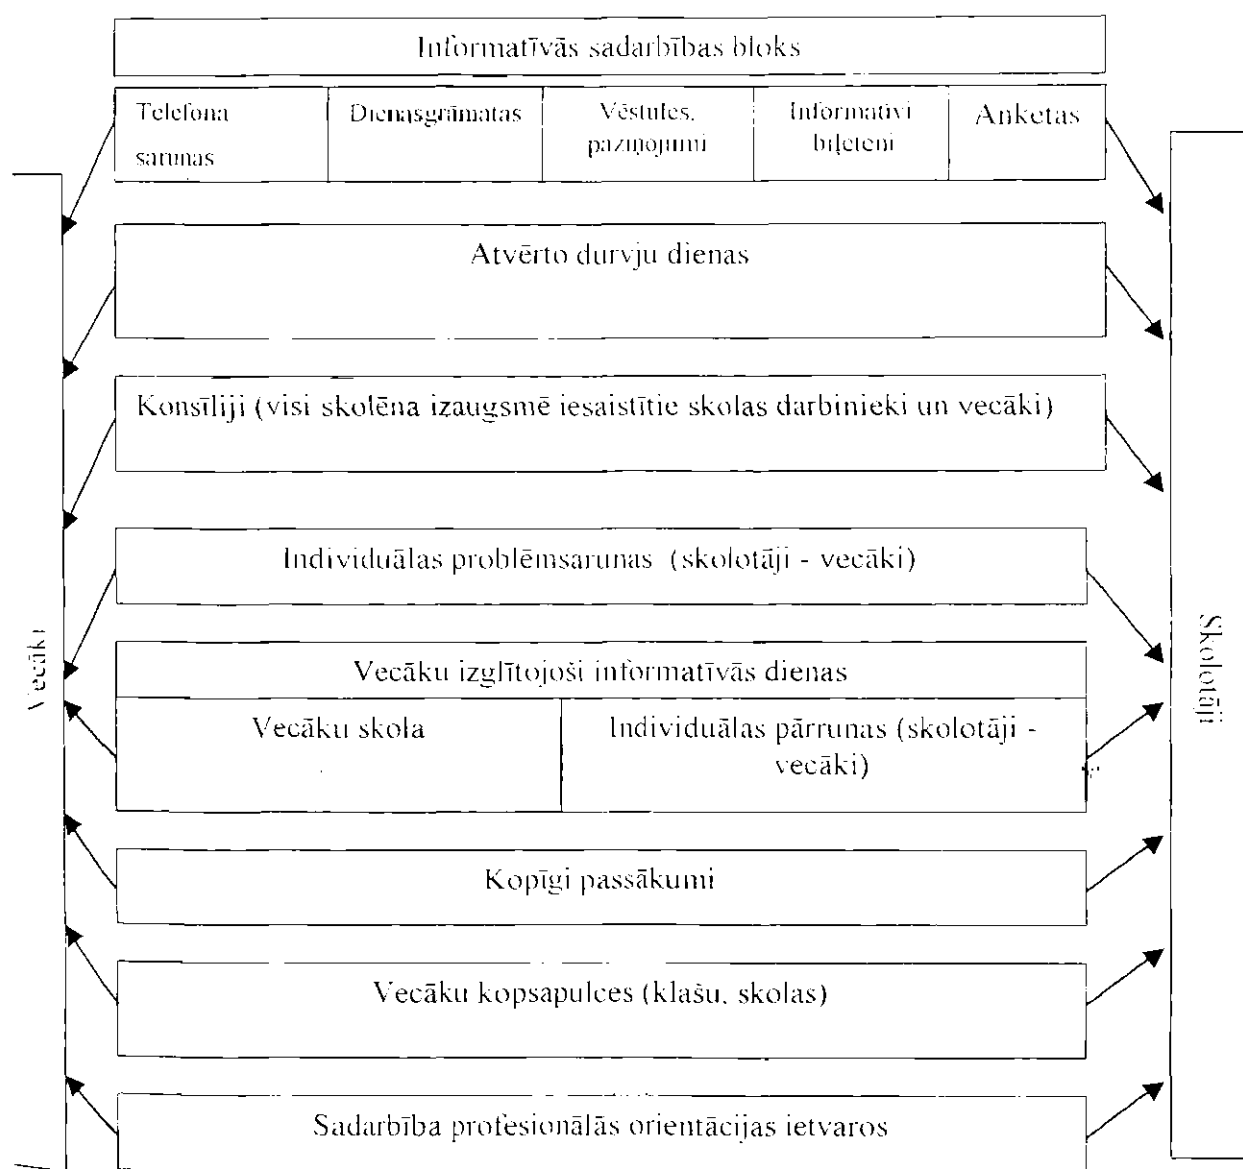 Informatīvās sadarbības bloks
Telefona
sarunas
Dienasgrāmatas
Vēstules,
paziņojumi
Informatīvi
biļeteni
Anketas
Atvērto durvju dienas
Konsīliji (visi skolēna izaugsmē iesaistītie skolas darbinieki un vecāki)
Individuālas problēmsarunas (skolotāji - vecāki)
Vecāki
Skolotāji
Vecāku izglītojoši informatīvās dienas
Vecāku skola
Individuālas pārrunas (skolotāji -
vecāki)
Kopīgi passākumi
Vecāku kopsapulces (klašu, skolas)
Sadarbība profesionālās orientācijas ietvaros